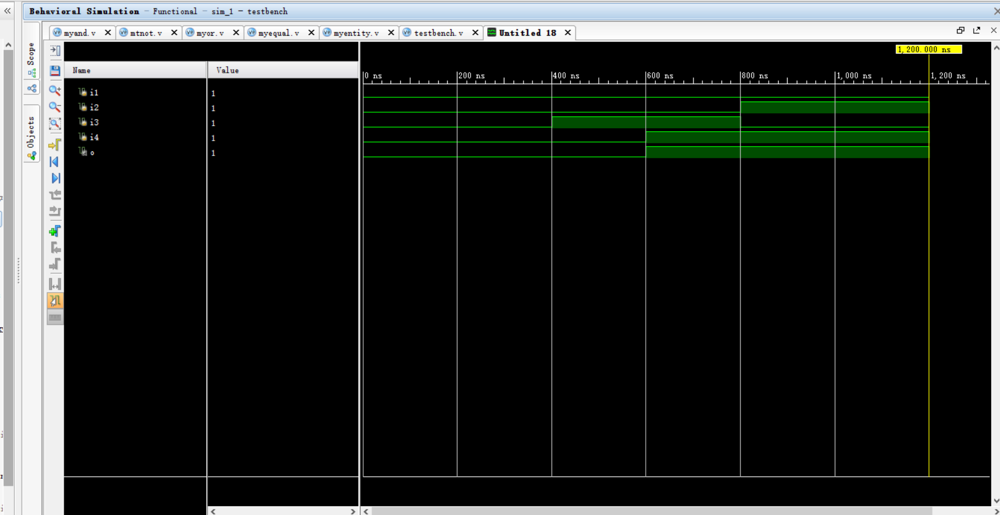 Behavioral Simulation - Functional - sim_1 - testbench
myand.v mtnot.v myor.v myequal.v myentity.v testbench.v Untitled 18
Scope
Objects
1,200.000 ns
Name Value
0 ns 200 ns 400 ns 600 ns 800 ns 1,000 ns 1,200 ns
i1 1
i2 1
i3 1
i4 1
o 1